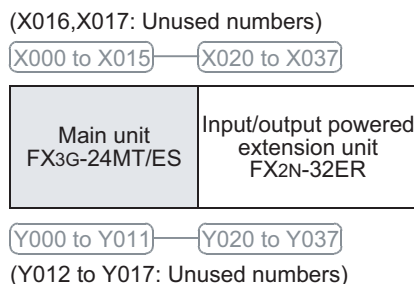 (X016,X017: Unused numbers)
X000 to X015 X020 to X037
Main unit
FX3G-24MT/ES
Input/output powered
extension unit
FX2N-32ER
Y000 to Y011 Y020 to Y037
(Y012 to Y017: Unused numbers)